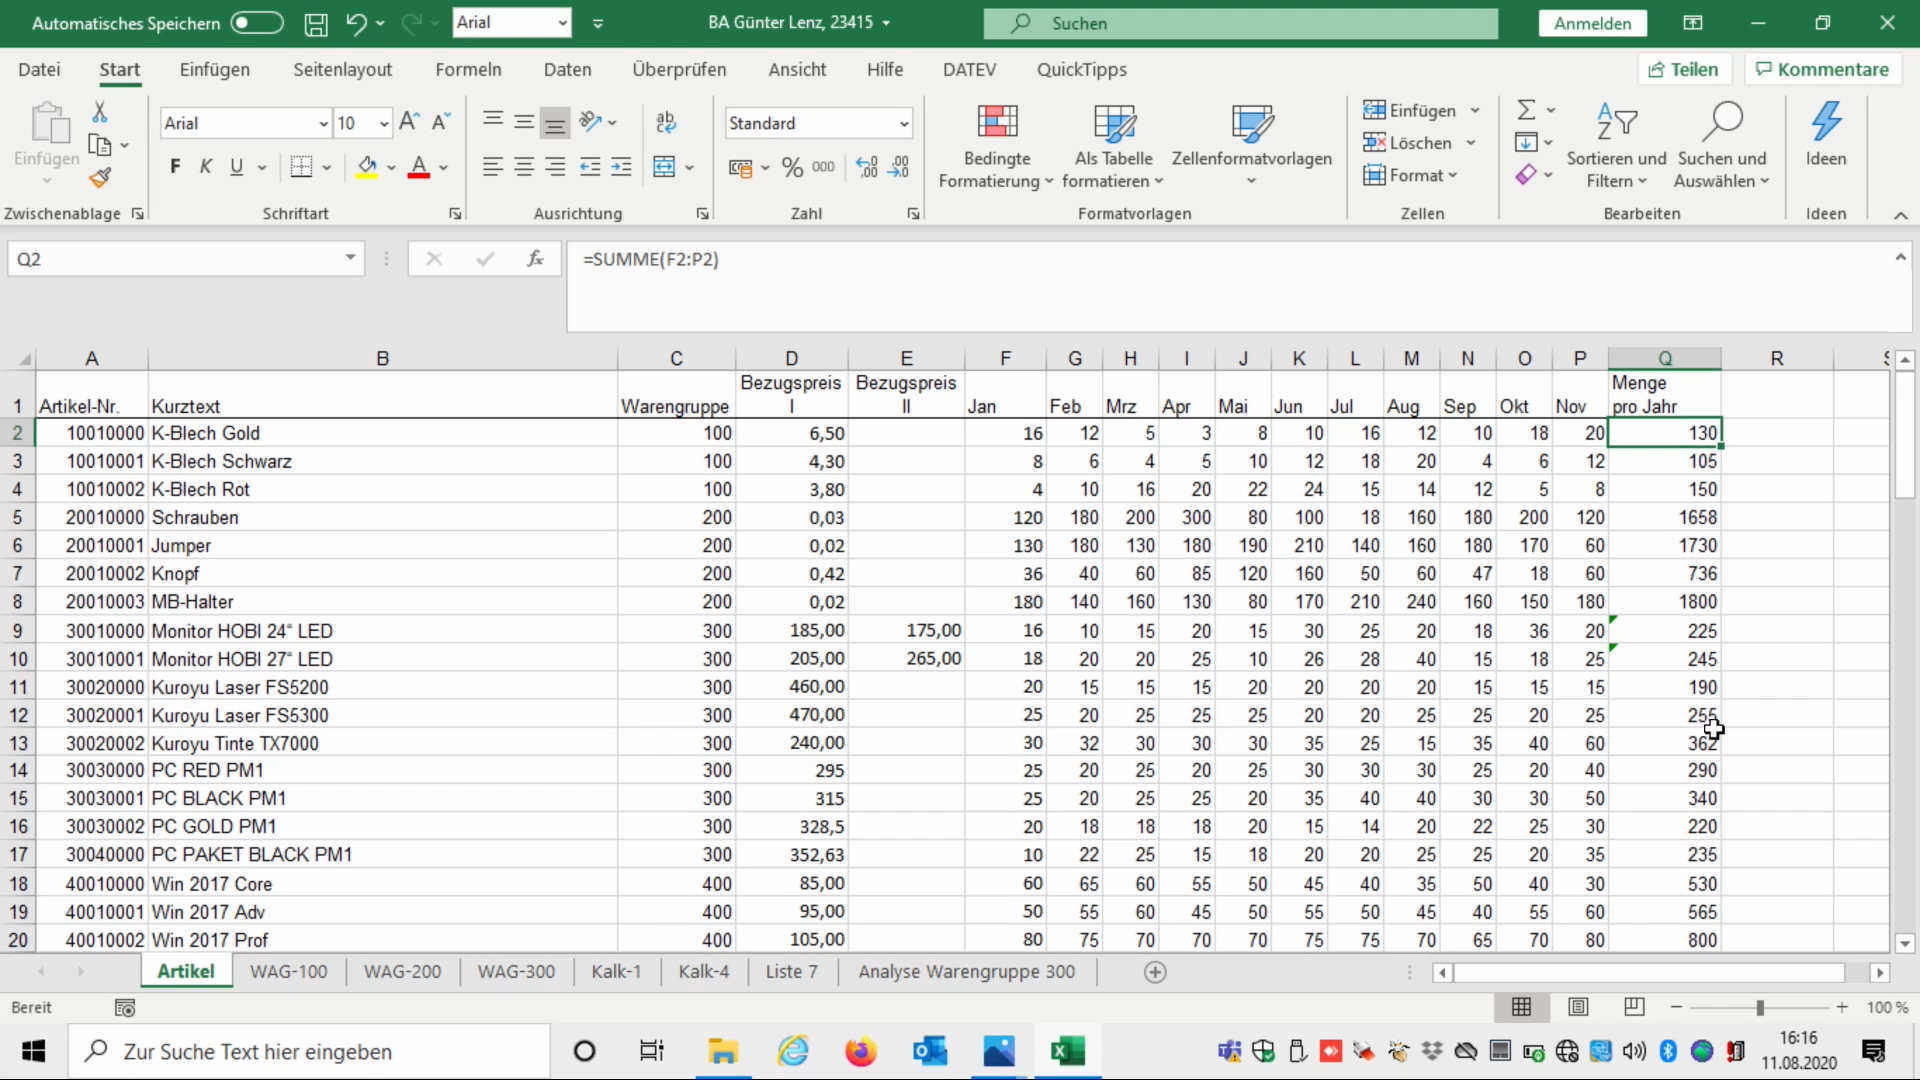 Automatisches Speichern Arial BA Günter Lenz, 23415 Suchen Anmelden
Datei Start Einfügen Seitenlayout Formeln Daten Überprüfen Ansicht Hilfe DATEV QuickTipps Teilen Kommentare
Einfügen
Arial 10
F K U
ab
Standard
% 000
Bedingte Formatierung
Als Tabelle formatieren
Zellenformatvorlagen
Einfügen
Löschen
Format
Sortieren und Filtern
Suchen und Auswählen
Ideen
Zwischenablage Schriftart Ausrichtung Zahl Formatvorlagen Zellen Bearbeiten Ideen
Q2 fx =SUMME(F2:P2)
A B C D E F G H I J K L M N O P Q R
1 Artikel-Nr. Kurztext Warengruppe Bezugspreis I Bezugspreis II Jan Feb Mrz Apr Mai Jun Jul Aug Sep Okt Nov Menge pro Jahr
2 10010000 K-Blech Gold 100 6,50 16 12 5 3 8 10 16 12 10 18 20 130
3 10010001 K-Blech Schwarz 100 4,30 8 6 4 5 10 12 18 20 4 6 12 105
4 10010002 K-Blech Rot 100 3,80 4 10 16 20 22 24 15 14 12 5 8 150
5 20010000 Schrauben 200 0,03 120 180 200 300 80 100 18 160 180 200 120 1658
6 20010001 Jumper 200 0,02 130 180 130 180 190 210 140 160 180 170 60 1730
7 20010002 Knopf 200 0,42 36 40 60 85 120 160 50 60 47 18 60 736
8 20010003 MB-Halter 200 0,02 180 140 160 130 80 170 210 240 160 150 180 1800
9 30010000 Monitor HOBI 24" LED 300 185,00 175,00 16 10 15 20 15 30 25 20 18 36 20 225
10 30010001 Monitor HOBI 27" LED 300 205,00 265,00 18 20 20 25 10 26 28 40 15 18 25 245
11 30020000 Kuroyu Laser FS5200 300 460,00 20 15 15 15 20 20 20 20 15 15 15 190
12 30020001 Kuroyu Laser FS5300 300 470,00 25 20 25 25 25 20 20 25 25 20 25 255
13 30020002 Kuroyu Tinte TX7000 300 240,00 30 32 30 30 30 35 25 15 35 40 60 362
14 30030000 PC RED PM1 300 295 25 20 25 20 25 30 30 30 25 20 40 290
15 30030001 PC BLACK PM1 300 315 25 20 25 25 20 35 40 40 30 30 50 340
16 30030002 PC GOLD PM1 300 328,5 20 18 18 18 20 15 14 20 22 25 30 220
17 30040000 PC PAKET BLACK PM1 300 352,63 10 22 25 15 18 20 20 25 25 20 35 235
18 40010000 Win 2017 Core 400 85,00 60 65 60 55 50 45 40 35 50 40 30 530
19 40010001 Win 2017 Adv 400 95,00 50 55 60 45 50 55 50 45 40 55 60 565
20 40010002 Win 2017 Prof 400 105,00 80 75 70 70 70 75 75 70 65 70 80 800
Artikel WAG-100 WAG-200 WAG-300 Kalk-1 Kalk-4 Liste 7 Analyse Warengruppe 300
Bereit 100 %
Zur Suche Text hier eingeben 16:16
11.08.2020